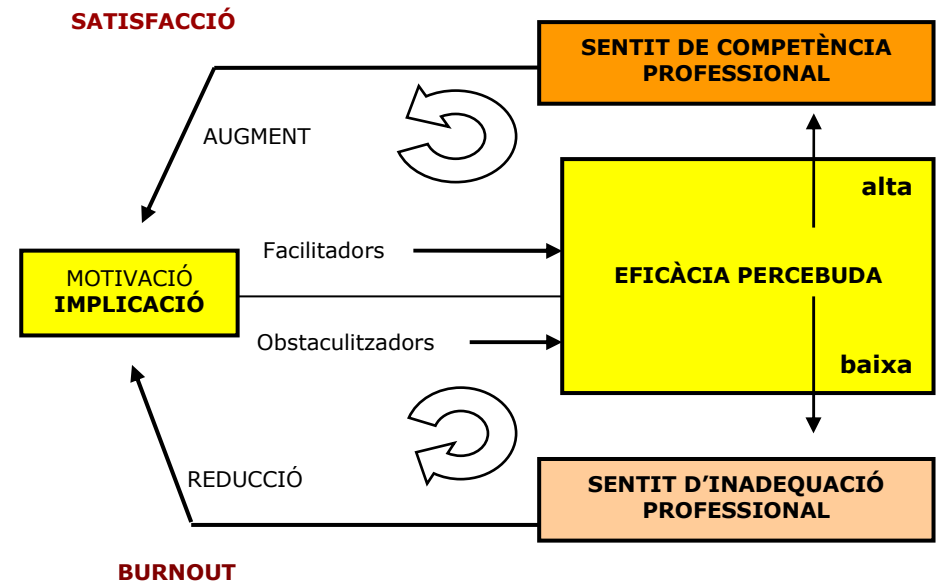 SATISFACCIÓ
SENTIT DE COMPETÈNCIA
PROFESSIONAL
AUGMENT
alta
Facilitadors
MOTIVACIÓ
IMPLICACIÓ
EFICÀCIA PERCEBUDA
Obstaculitzadors
baixa
REDUCCIÓ
SENTIT D’INADEQUACIÓ
PROFESSIONAL
BURNOUT